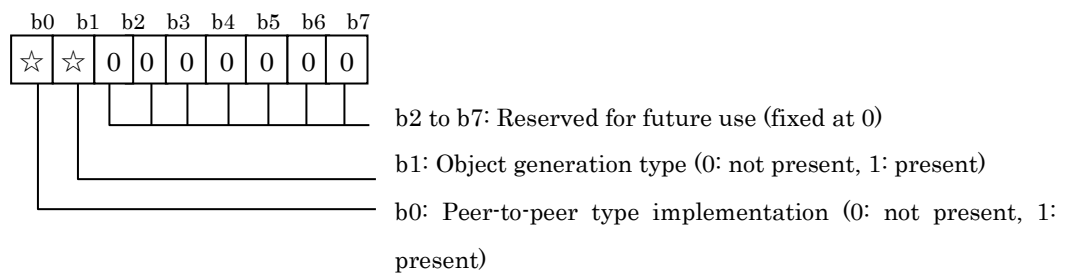 b0 b1 b2 b3 b4 b5 b6 b7
☆ ☆ 0 0 0 0 0 0 0
b2 to b7: Reserved for future use (fixed at 0)
b1: Object generation type (0: not present, 1: present)
b0: Peer-to-peer type implementation (0: not present, 1:
present)